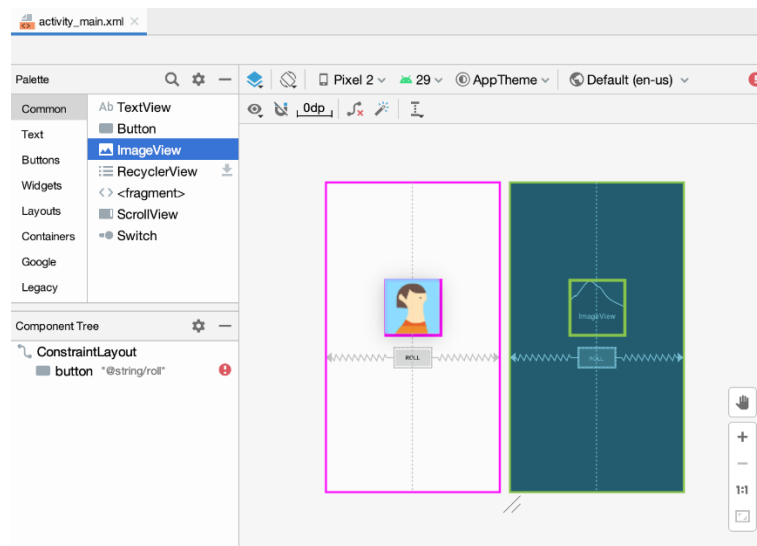 activity_main.xml
Palette
Pixel 2
29
AppTheme
Default (en-us)
Common
Ab TextView
0dp
Text
Button
Buttons
ImageView
Widgets
RecyclerView
Layouts
<fragment>
Containers
ScrollView
Google
Switch
Legacy
Component Tree
ConstraintLayout
button "@string/roll"
ImageView
ROLL
ROLL
1:1